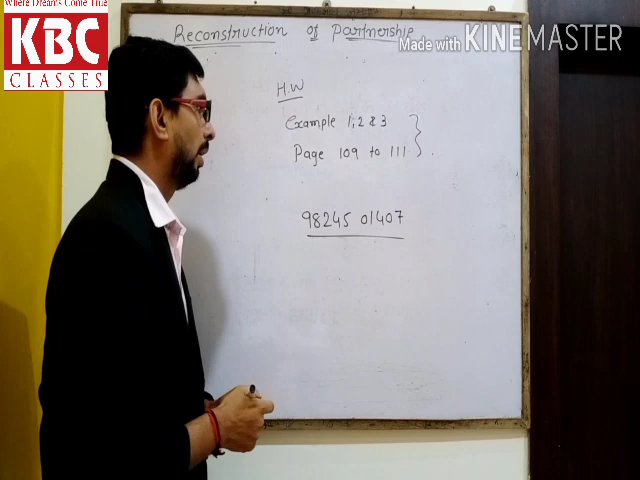 Where Dream's Come True
KBC
CLASSES
Reconstruction of Partnership
Made with KINEMASTER
H.W
Example 1, 2 & 3
Page 109 to 111
98245 01407